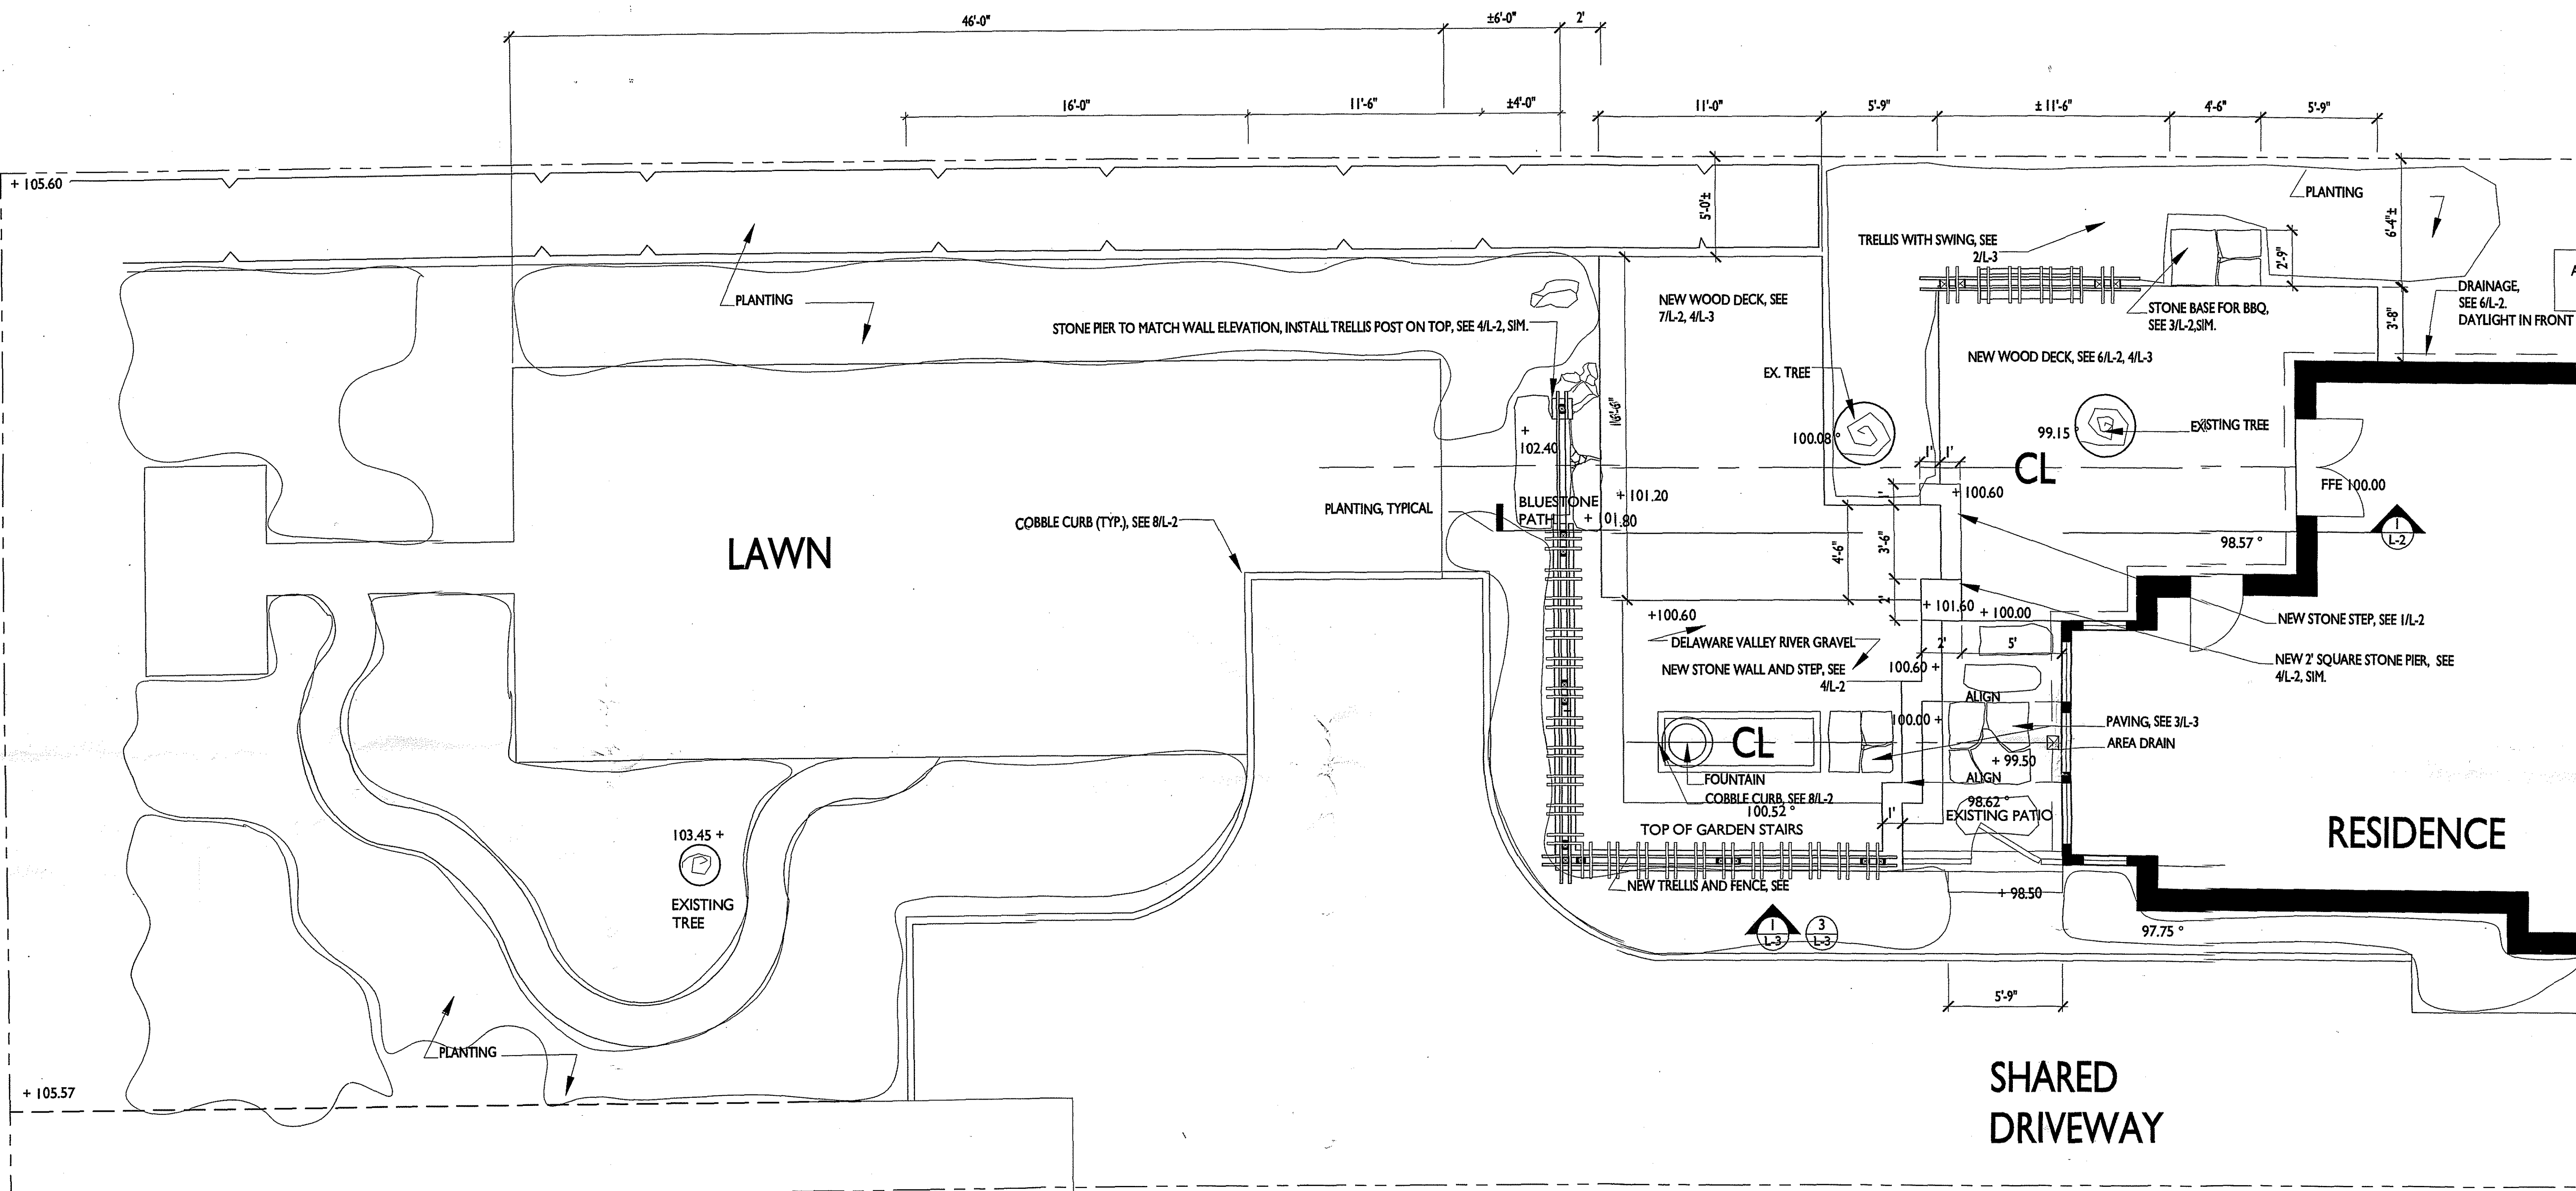 46'-0"
±6'-0"
2'
16'-0"
11'-6"
±4'-0"
11'-0"
5'-9"
± 11'-6"
4'-6"
5'-9"
+ 105.60
5'-0"±
PLANTING
6'-4"±
TRELLIS WITH SWING, SEE
2/L-3
2'-9"
PLANTING
NEW WOOD DECK, SEE
7/L-2, 4/L-3
STONE BASE FOR BBQ,
SEE 3/L-2,SIM.
DRAINAGE,
SEE 6/L-2.
DAYLIGHT IN FRONT
3'-8"
STONE PIER TO MATCH WALL ELEVATION, INSTALL TRELLIS POST ON TOP, SEE 4/L-2, SIM.
NEW WOOD DECK, SEE 6/L-2, 4/L-3
EX. TREE
16'-6"
+
102.40
100.08 °
99.15 °
EXISTING TREE
1'
1'
CL
FFE 100.00
PLANTING, TYPICAL
BLUESTONE
PATH
+ 101.20
+ 101.80
1'
+ 100.60
COBBLE CURB (TYP.), SEE 8/L-2
LAWN
4'-6"
3'-6"
98.57 °
1
L-2
2'
+ 101.60
+ 100.00
+100.60
NEW STONE STEP, SEE 1/L-2
DELAWARE VALLEY RIVER GRAVEL
2'
5'
NEW STONE WALL AND STEP, SEE
4/L-2
100.60 +
NEW 2' SQUARE STONE PIER, SEE
4/L-2, SIM.
ALIGN
100.00 +
PAVING, SEE 3/L-3
CL
AREA DRAIN
+ 99.50
FOUNTAIN
ALIGN
COBBLE CURB, SEE 8/L-2
100.52 °
1'
98.62 °
EXISTING PATIO
TOP OF GARDEN STAIRS
RESIDENCE
103.45 +
EXISTING
TREE
NEW TRELLIS AND FENCE, SEE
+ 98.50
1
L-3
3
L-3
97.75 °
5'-9"
PLANTING
+ 105.57
SHARED
DRIVEWAY